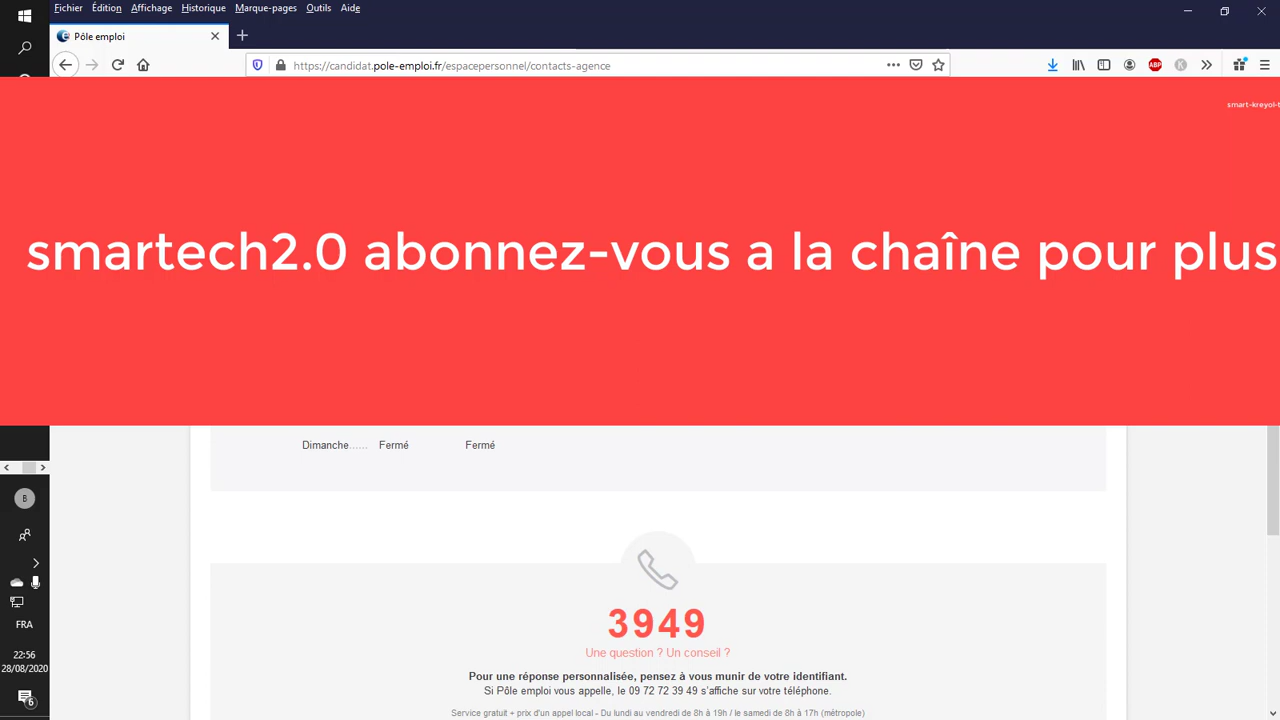 Fichier Édition Affichage Historique Marque-pages Outils Aide
Pôle emploi
https://candidat.pole-emploi.fr/espacepersonnel/contacts-agence
ABP
K
smart-kreyol-t
smartech2.0 abonnez-vous a la chaîne pour plus
Dimanche...... Fermé Fermé
B
3949
Une question ? Un conseil ?
Pour une réponse personnalisée, pensez à vous munir de votre identifiant.
Si Pôle emploi vous appelle, le 09 72 72 39 49 s'affiche sur votre téléphone.
Service gratuit + prix d'un appel local - Du lundi au vendredi de 8h à 19h / le samedi de 8h à 17h (métropole)
FRA
22:56
28/08/2020
6